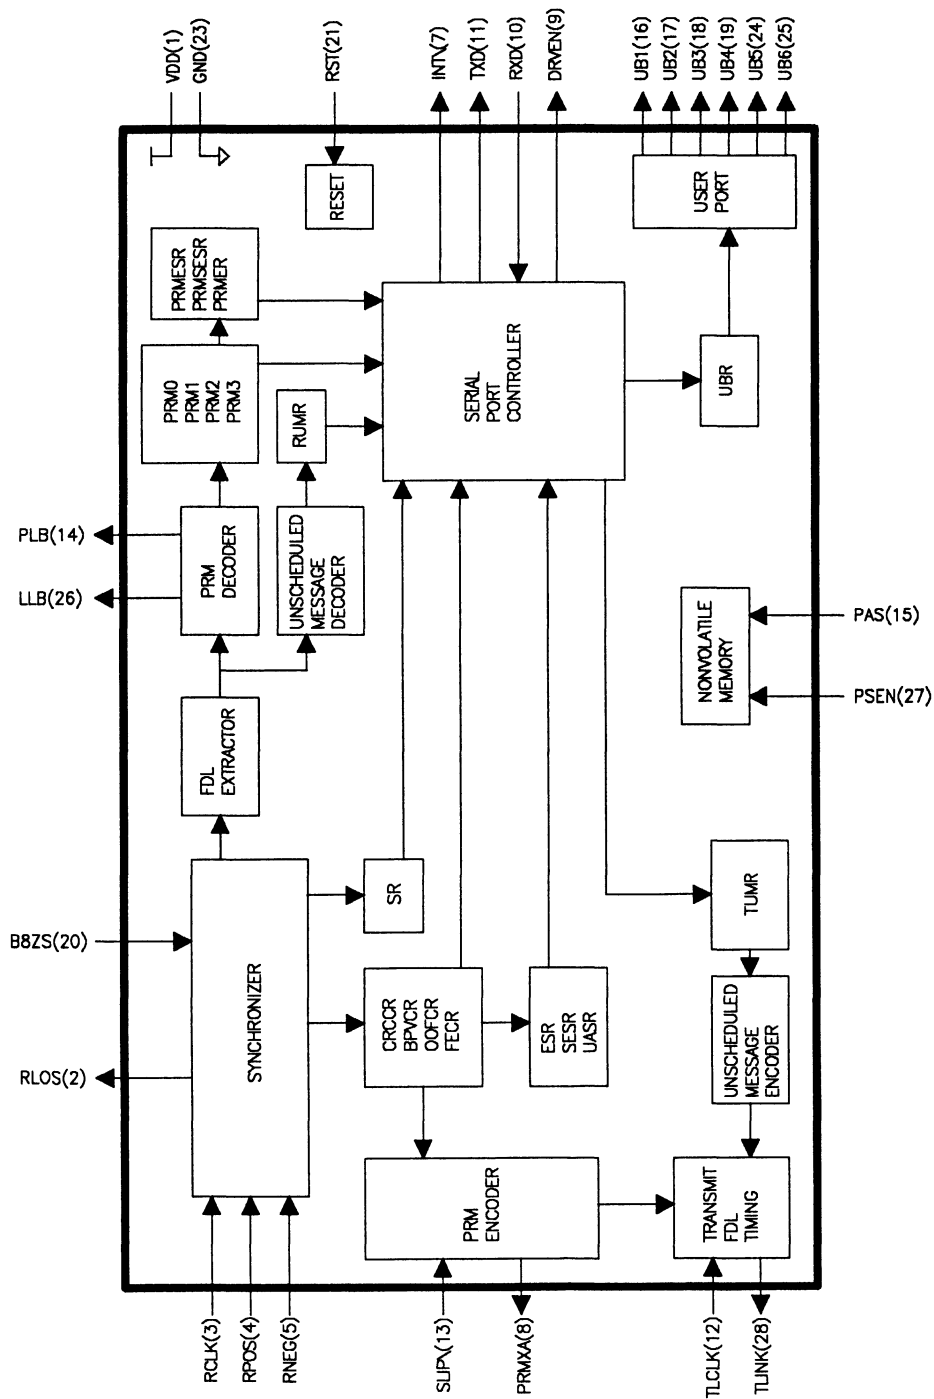 VDD(1)
GND(23)
RST(21)
INT\(7)
TXD(11)
RXD(10)
DRVEN(9)
UB1(16)
UB2(17)
UB3(18)
UB4(19)
UB5(24)
UB6(25)
RESET
USER
PORT
PRMESR
PRMSESR
PRMER
PRM0
PRM1
PRM2
PRM3
RUMR
SERIAL
PORT
CONTROLLER
UBR
PLB(14)
LLB(26)
PRM
DECODER
UNSCHEDULED
MESSAGE
DECODER
NONVOLATILE
MEMORY
PAS(15)
PSEN(27)
FDL
EXTRACTOR
B8ZS(20)
RLOS(2)
SYNCHRONIZER
SR
TUMR
CRCCR
BPVCR
OOFCR
FECR
ESR
SESR
UASR
UNSCHEDULED
MESSAGE
ENCODER
PRM
ENCODER
TRANSMIT
FDL
TIMING
RCLK(3)
RPOS(4)
RNEG(5)
SLIP\(13)
PRMXA(8)
TLCLK(12)
TLINK(28)